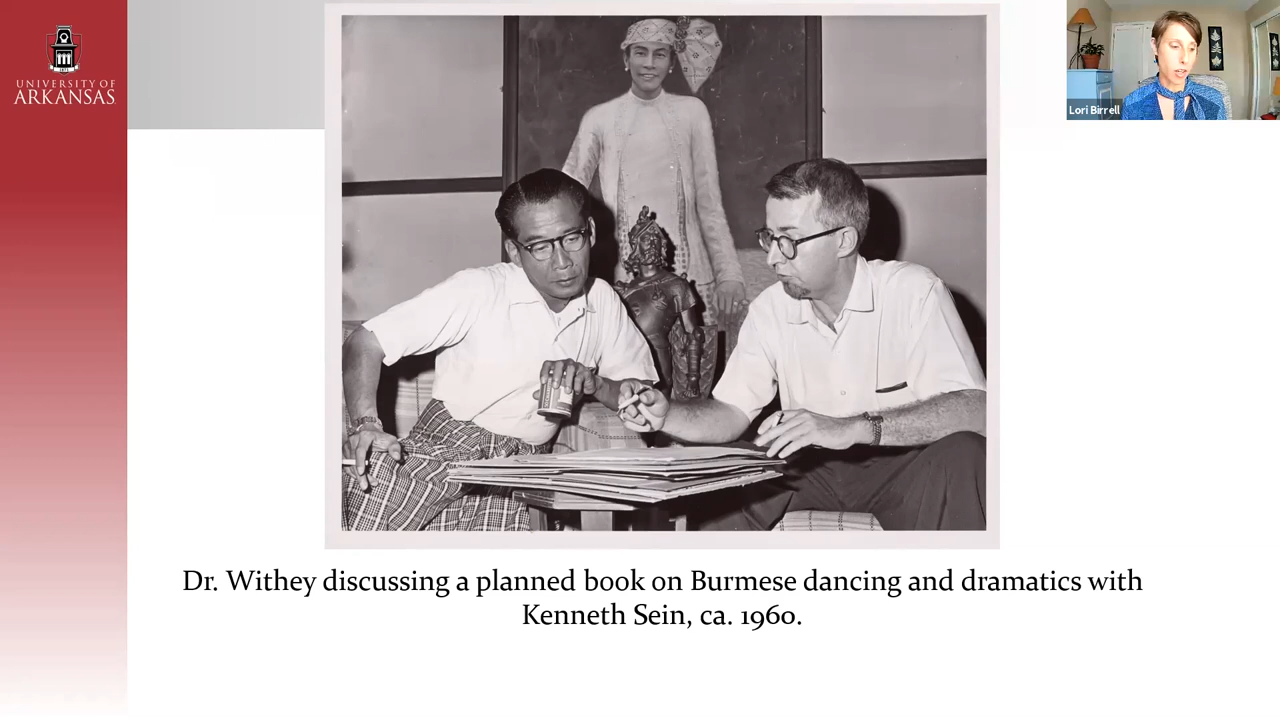 UNIVERSITY OF
ARKANSAS
1871
Lori Birrell
Dr. Withey discussing a planned book on Burmese dancing and dramatics with
Kenneth Sein, ca. 1960.